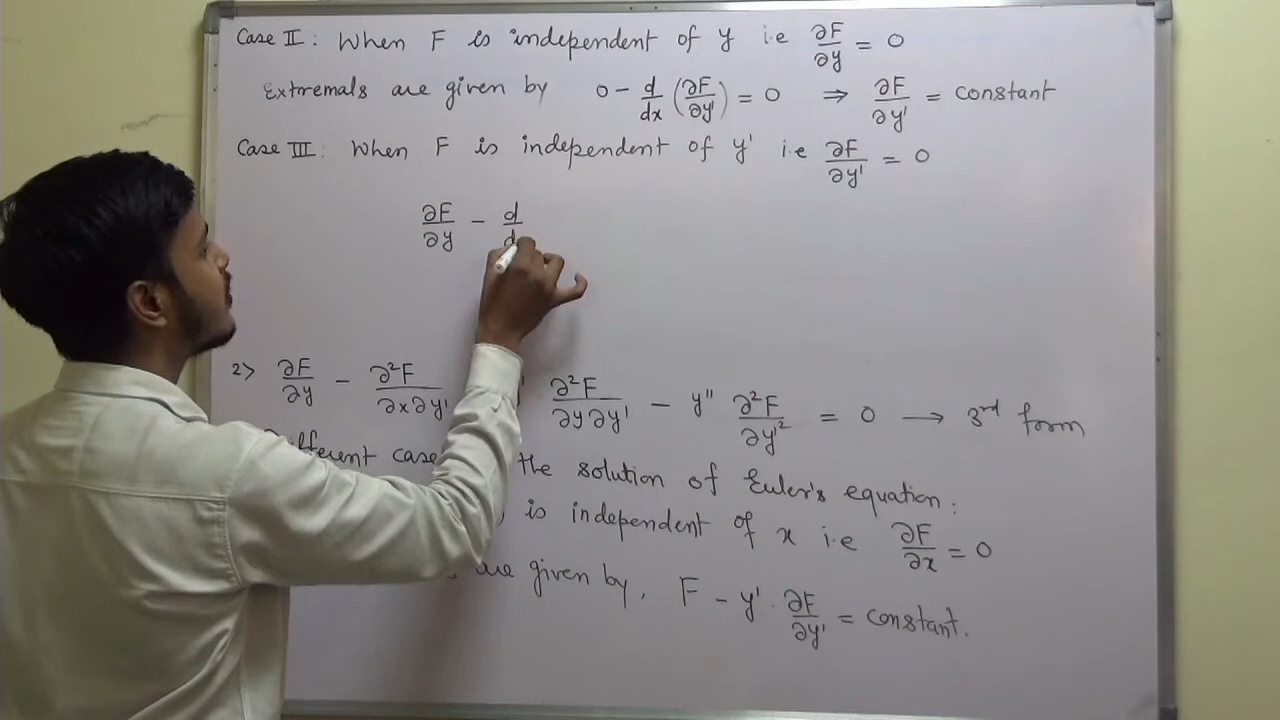 Case II : When F is independent of y i.e ∂F/∂y = 0
Extremals are given by 0 - d/dx (∂F/∂y') = 0 ⇒ ∂F/∂y' = constant
Case III : When F is independent of y' i.e ∂F/∂y' = 0
∂F/∂y - d/d
2> ∂F/∂y - ∂²F/∂x∂y' ∂²F/∂y∂y' - y'' ∂²F/∂y'² = 0 → 3rd form
the solution of Euler's equation :
is independent of x i.e ∂F/∂x = 0
are given by, F - y' . ∂F/∂y' = constant.